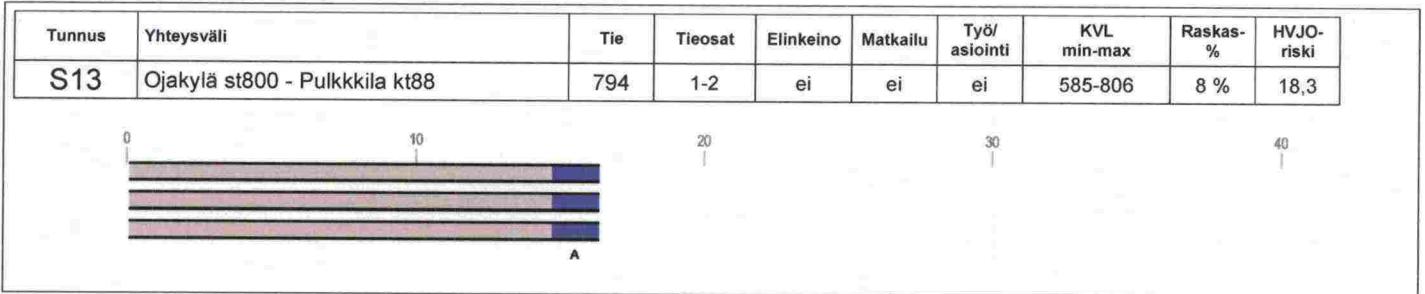 Tunnus Yhteysväli Tie Tieosat Elinkeino Matkailu Työ/ asiointi KVL min-max Raskas- % HVJO- riski
S13 Ojakylä st800 - Pulkkkila kt88 794 1-2 ei ei ei 585-806 8 % 18,3
0 10 20 30 40
A